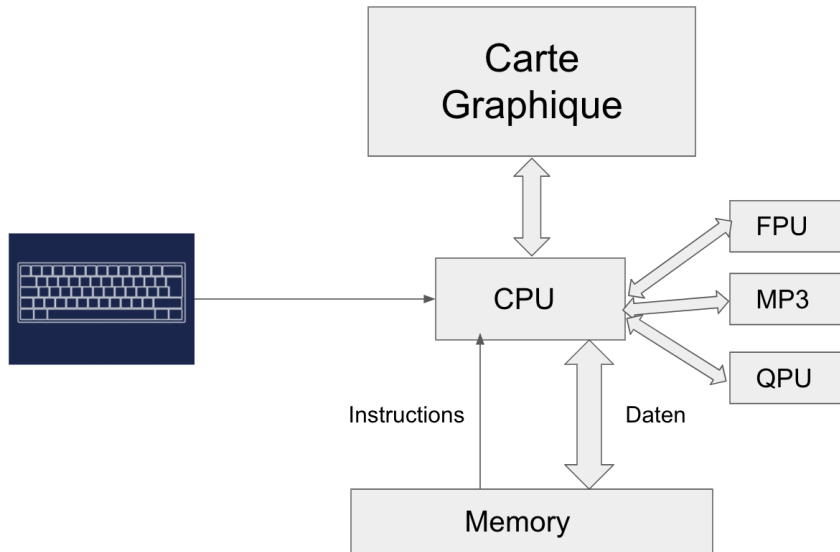 Carte
Graphique
FPU
CPU
MP3
QPU
Instructions
Daten
Memory